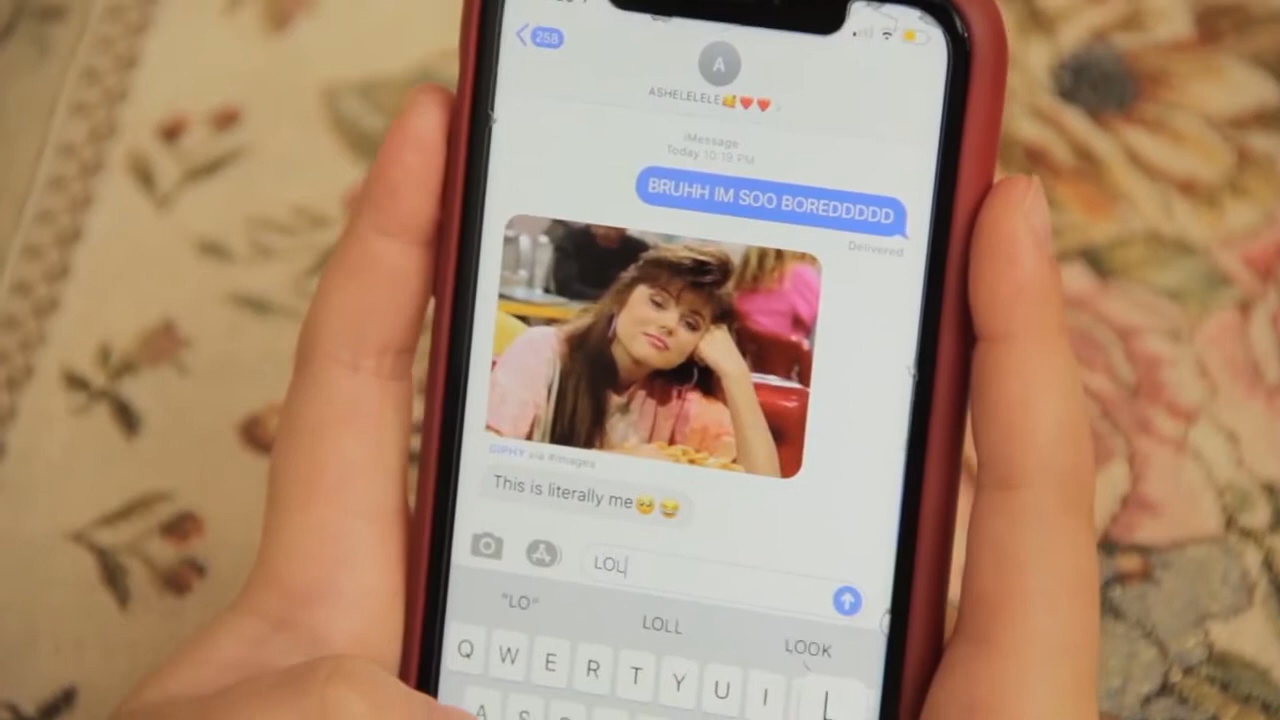 258
A
ASHELELELE🥰❤️❤️
iMessage
Today 10:19 PM
BRUHH IM SOO BOREDDDDD
Delivered
GIPHY via #images
This is literally me🥺😂
LOL
"LO" LOLL LOOK
Q W E R T Y U I L
A S